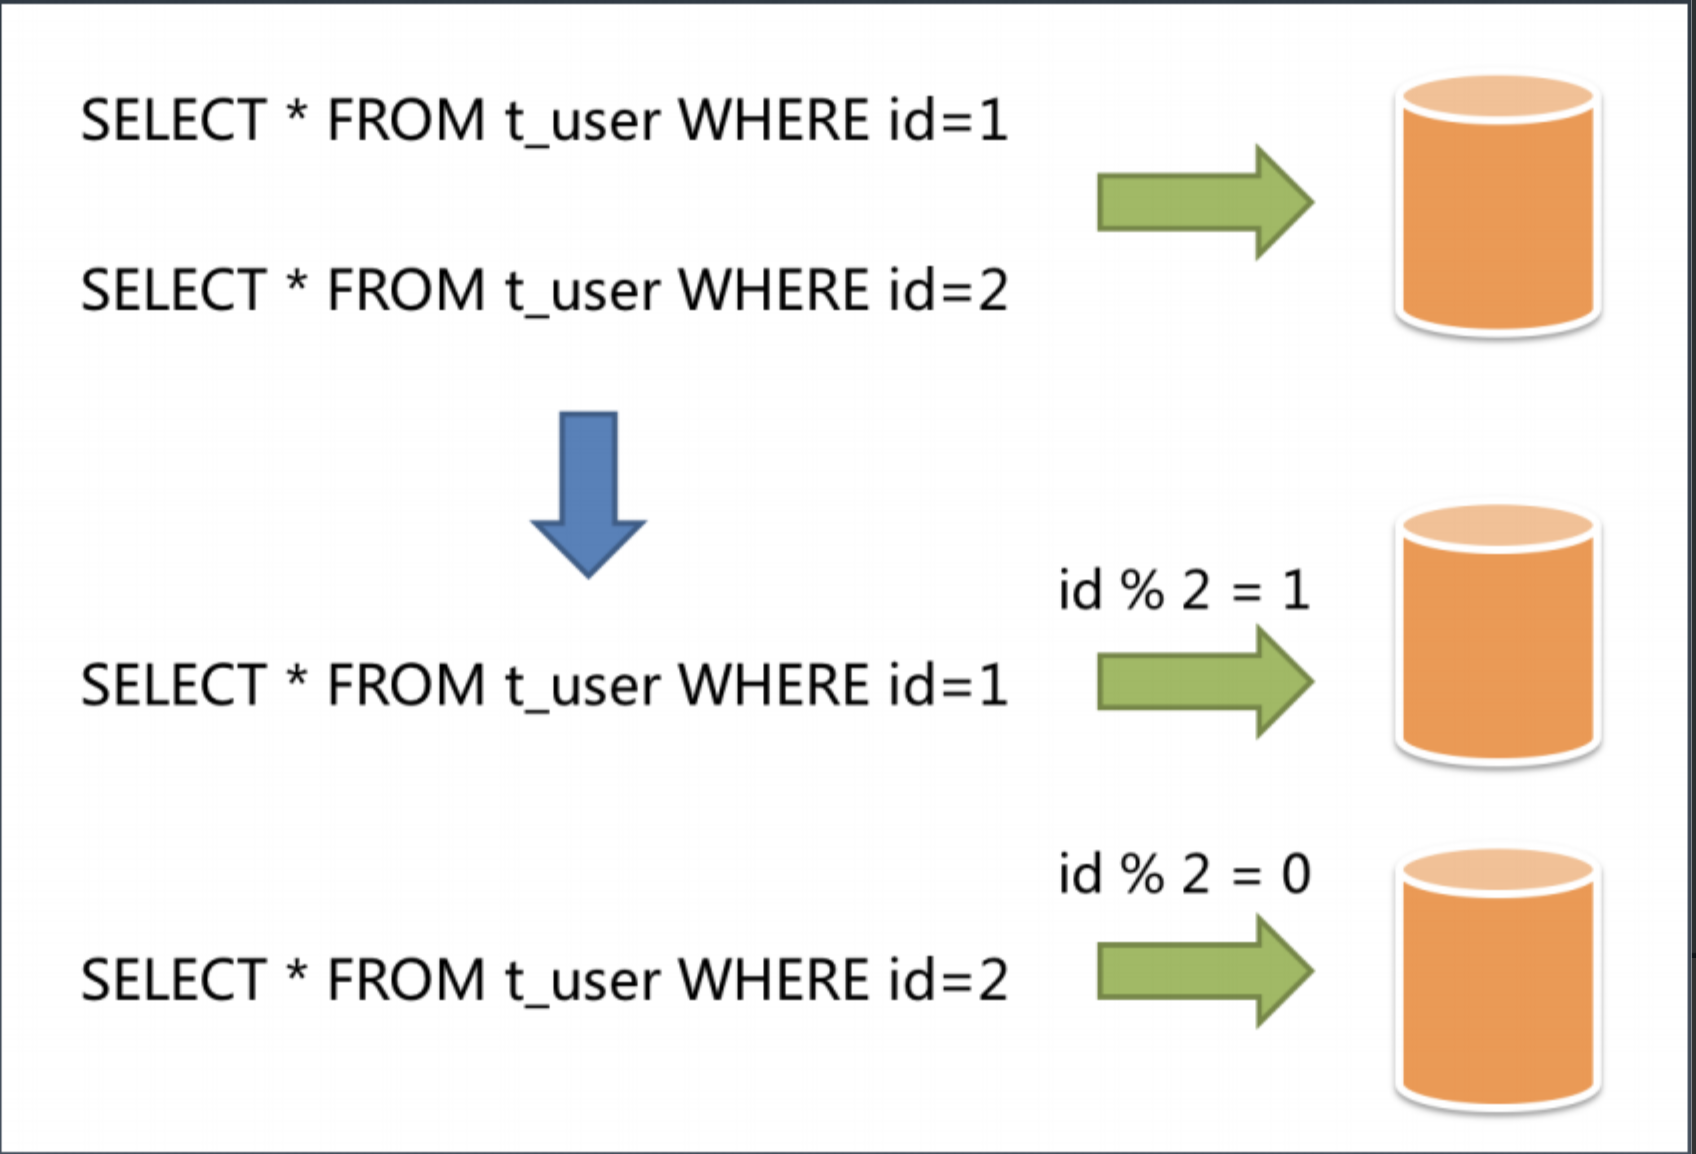 SELECT * FROM t_user WHERE id=1
SELECT * FROM t_user WHERE id=2
id % 2 = 1
SELECT * FROM t_user WHERE id=1
id % 2 = 0
SELECT * FROM t_user WHERE id=2